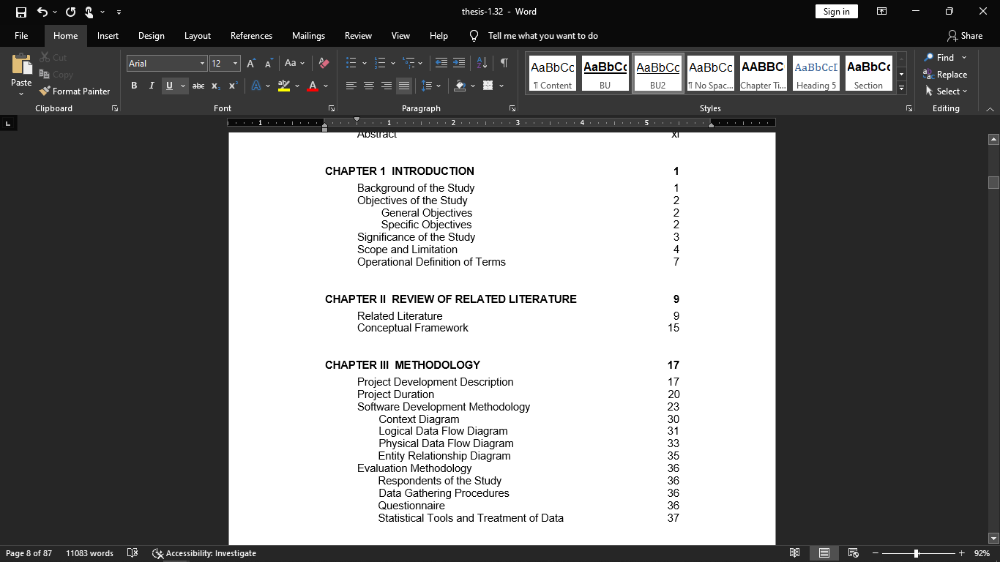 thesis-1.32 - Word
Sign in
File Home Insert Design Layout References Mailings Review View Help Tell me what you want to do Share
Paste
Cut
Copy
Format Painter
Clipboard
Arial 12
Font
Paragraph
AaBbCc AaBbCc AaBbCc AaBbCc AABBC AaBbCcI AaBbCc
¶ Content BU BU2 ¶ No Spac... Chapter Ti... Heading 5 Section
Styles
Find
Replace
Select
Editing
1 1 2 3 4 5
Abstract xi
CHAPTER 1 INTRODUCTION 1
Background of the Study 1
Objectives of the Study 2
General Objectives 2
Specific Objectives 2
Significance of the Study 3
Scope and Limitation 4
Operational Definition of Terms 7
CHAPTER II REVIEW OF RELATED LITERATURE 9
Related Literature 9
Conceptual Framework 15
CHAPTER III METHODOLOGY 17
Project Development Description 17
Project Duration 20
Software Development Methodology 23
Context Diagram 30
Logical Data Flow Diagram 31
Physical Data Flow Diagram 33
Entity Relationship Diagram 35
Evaluation Methodology 36
Respondents of the Study 36
Data Gathering Procedures 36
Questionnaire 36
Statistical Tools and Treatment of Data 37
Page 8 of 87 11083 words Accessibility: Investigate 92%